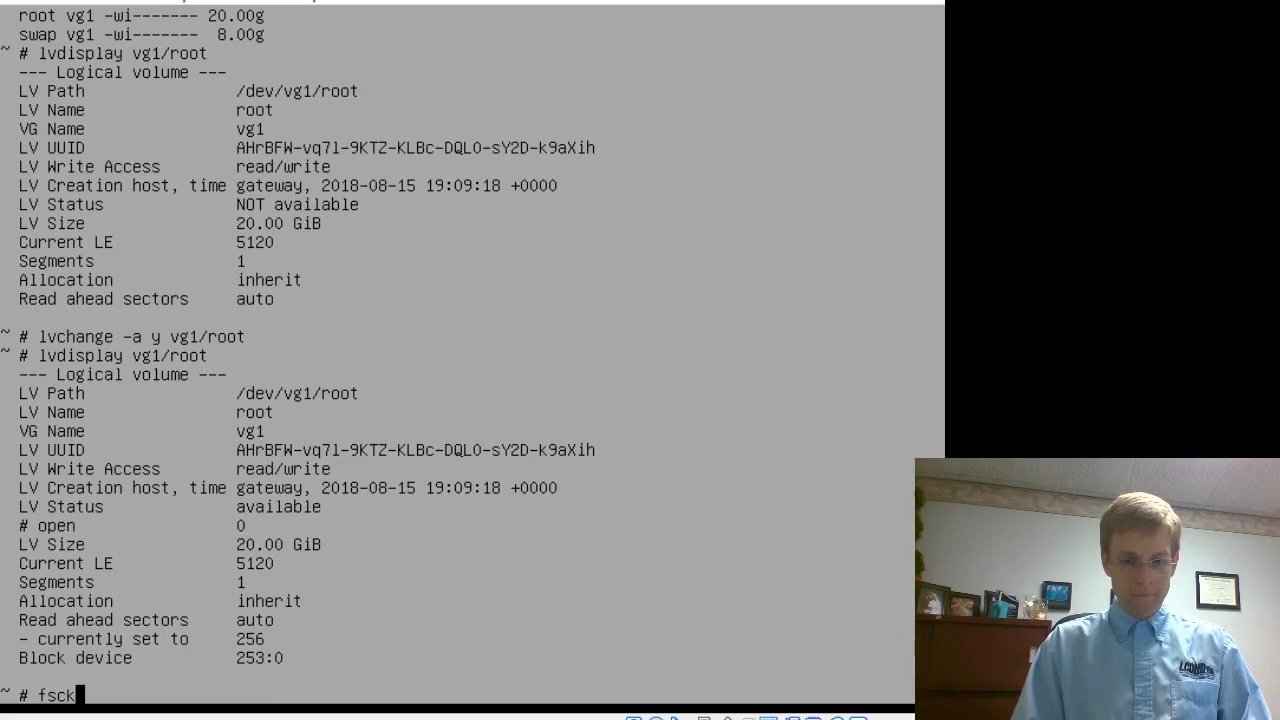 root vg1 -wi------- 20.00g
swap vg1 -wi------- 8.00g
~ # lvdisplay vg1/root
--- Logical volume ---
LV Path /dev/vg1/root
LV Name root
VG Name vg1
LV UUID AHrBFW-vq7l-9KTZ-KLBc-DQL0-sY2D-k9aXih
LV Write Access read/write
LV Creation host, time gateway, 2018-08-15 19:09:18 +0000
LV Status NOT available
LV Size 20.00 GiB
Current LE 5120
Segments 1
Allocation inherit
Read ahead sectors auto
~ # lvchange -a y vg1/root
~ # lvdisplay vg1/root
--- Logical volume ---
LV Path /dev/vg1/root
LV Name root
VG Name vg1
LV UUID AHrBFW-vq7l-9KTZ-KLBc-DQL0-sY2D-k9aXih
LV Write Access read/write
LV Creation host, time gateway, 2018-08-15 19:09:18 +0000
LV Status available
# open 0
LV Size 20.00 GiB
Current LE 5120
Segments 1
Allocation inherit
Read ahead sectors auto
- currently set to 256
Block device 253:0
~ # fsck